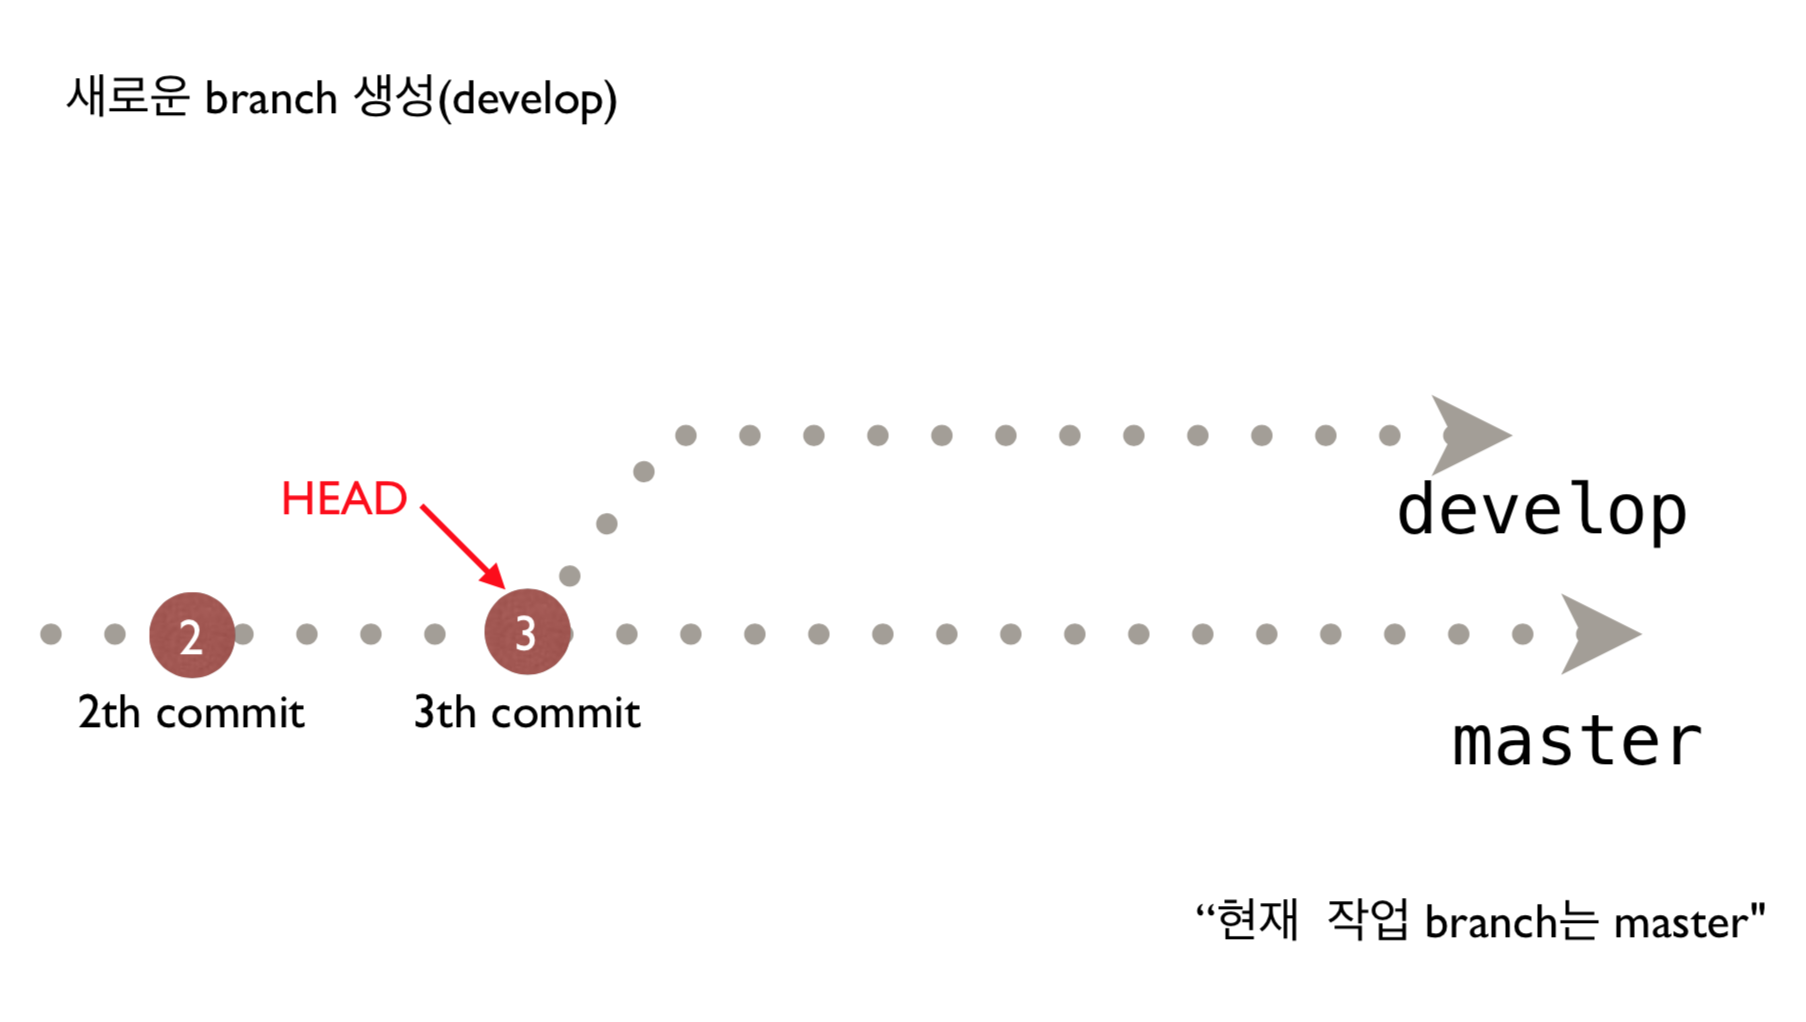 새로운 branch 생성(develop)
HEAD
develop
2
3
2th commit
3th commit
master
“현재 작업 branch는 master"